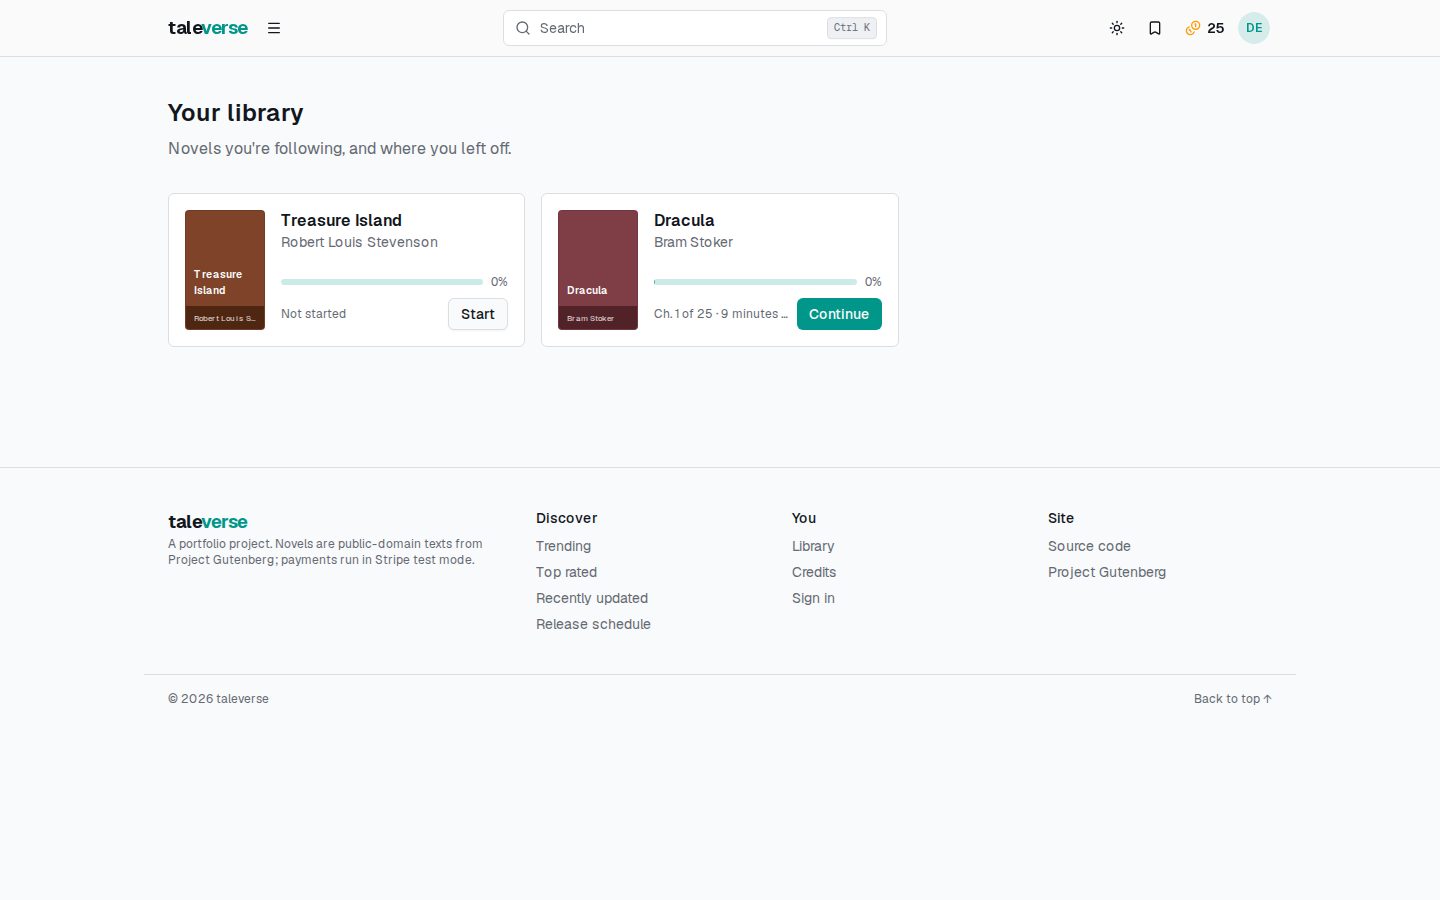 taleverse
Search
Ctrl K
25
DE
Your library
Novels you're following, and where you left off.
Treasure
Island
Robert Louis S...
Treasure Island
Robert Louis Stevenson
0%
Not started
Start
Dracula
Bram Stoker
Dracula
Bram Stoker
0%
Ch. 1 of 25 · 9 minutes ...
Continue
taleverse
A portfolio project. Novels are public-domain texts from
Project Gutenberg; payments run in Stripe test mode.
Discover
Trending
Top rated
Recently updated
Release schedule
You
Library
Credits
Sign in
Site
Source code
Project Gutenberg
© 2026 taleverse
Back to top ↑